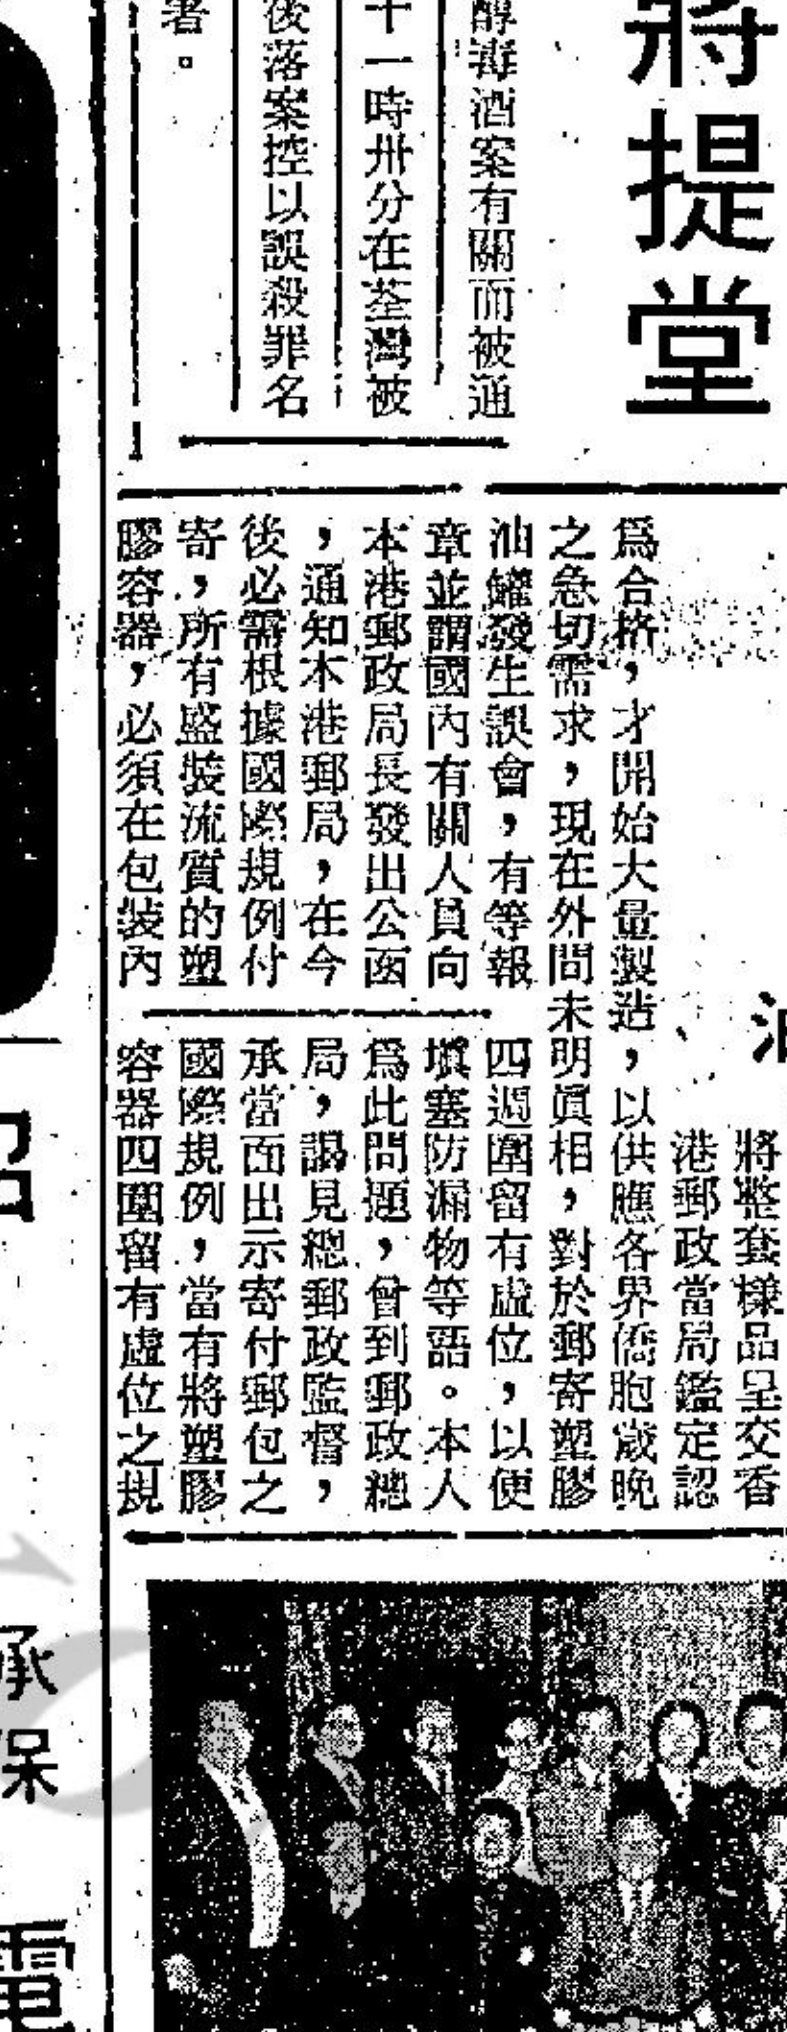 將提堂
醇毒酒案有關而被通
十一時卅分在荃灣被
後落案控以誤殺罪名
者。
將整套樣品呈交香
港郵政當局鑑定認
爲合格,才開始大量製造,以供應各界僑胞歲晚
之急切需求,現在外間未明眞相,對於郵寄塑膠
油罐發生誤會,有等報
章並謂國內有關人員向
本港郵政局長發出公函
,通知本港郵局,在今
後必需根據國際規例付
寄,所有盛裝流質的塑
膠容器,必須在包裝內
四週圍留有虛位,以便
塡塞防漏物等語。本人
爲此問題,曾到郵政總
局,謁見總郵政監督,
承當面出示寄付郵包之
國際規例,當有將塑膠
容器四圍留有虛位之規
承保
電